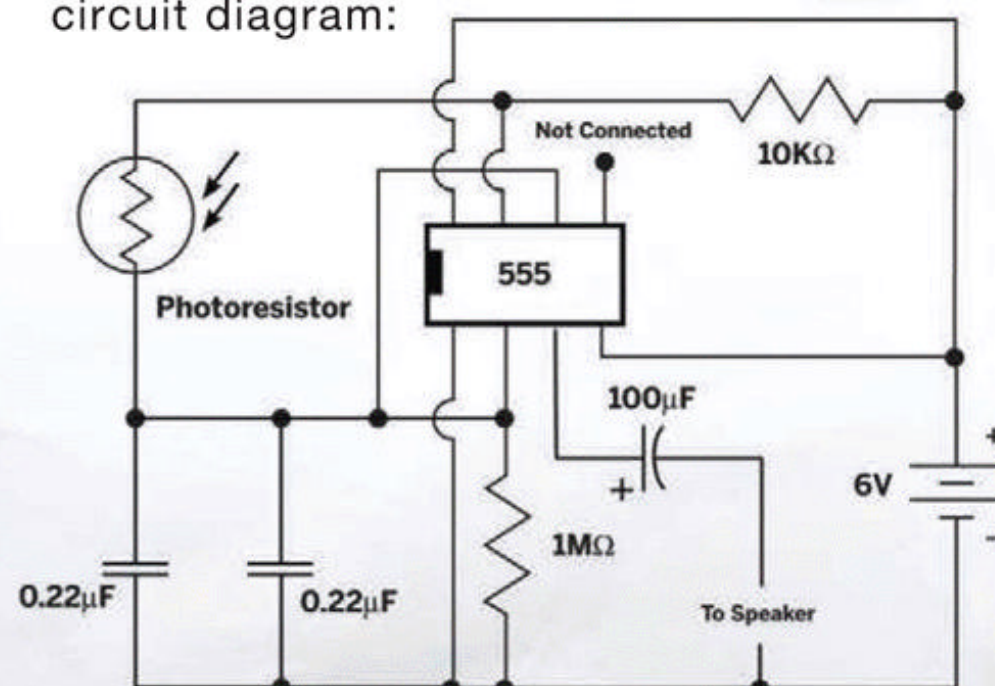 circuit diagram:
Not Connected
10KΩ
555
Photoresistor
100µF
+
+
6V
-
1MΩ
0.22µF
0.22µF
To Speaker